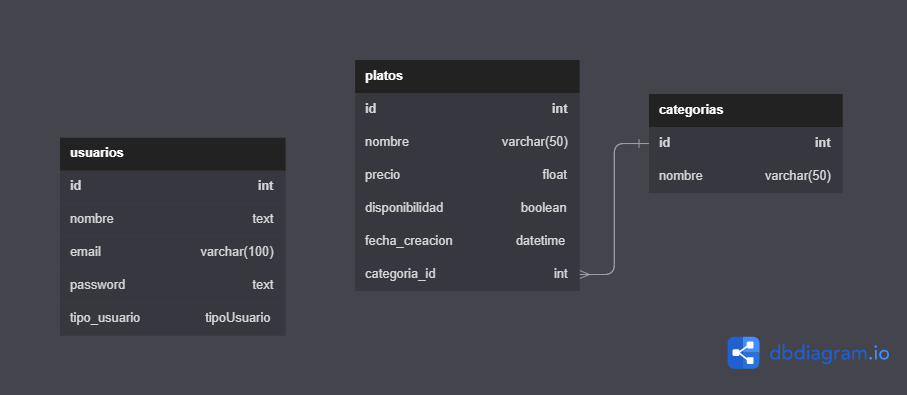 usuarios
id int
nombre text
email varchar(100)
password text
tipo_usuario tipoUsuario
platos
id int
nombre varchar(50)
precio float
disponibilidad boolean
fecha_creacion datetime
categoria_id int
categorias
id int
nombre varchar(50)
dbdiagram.io